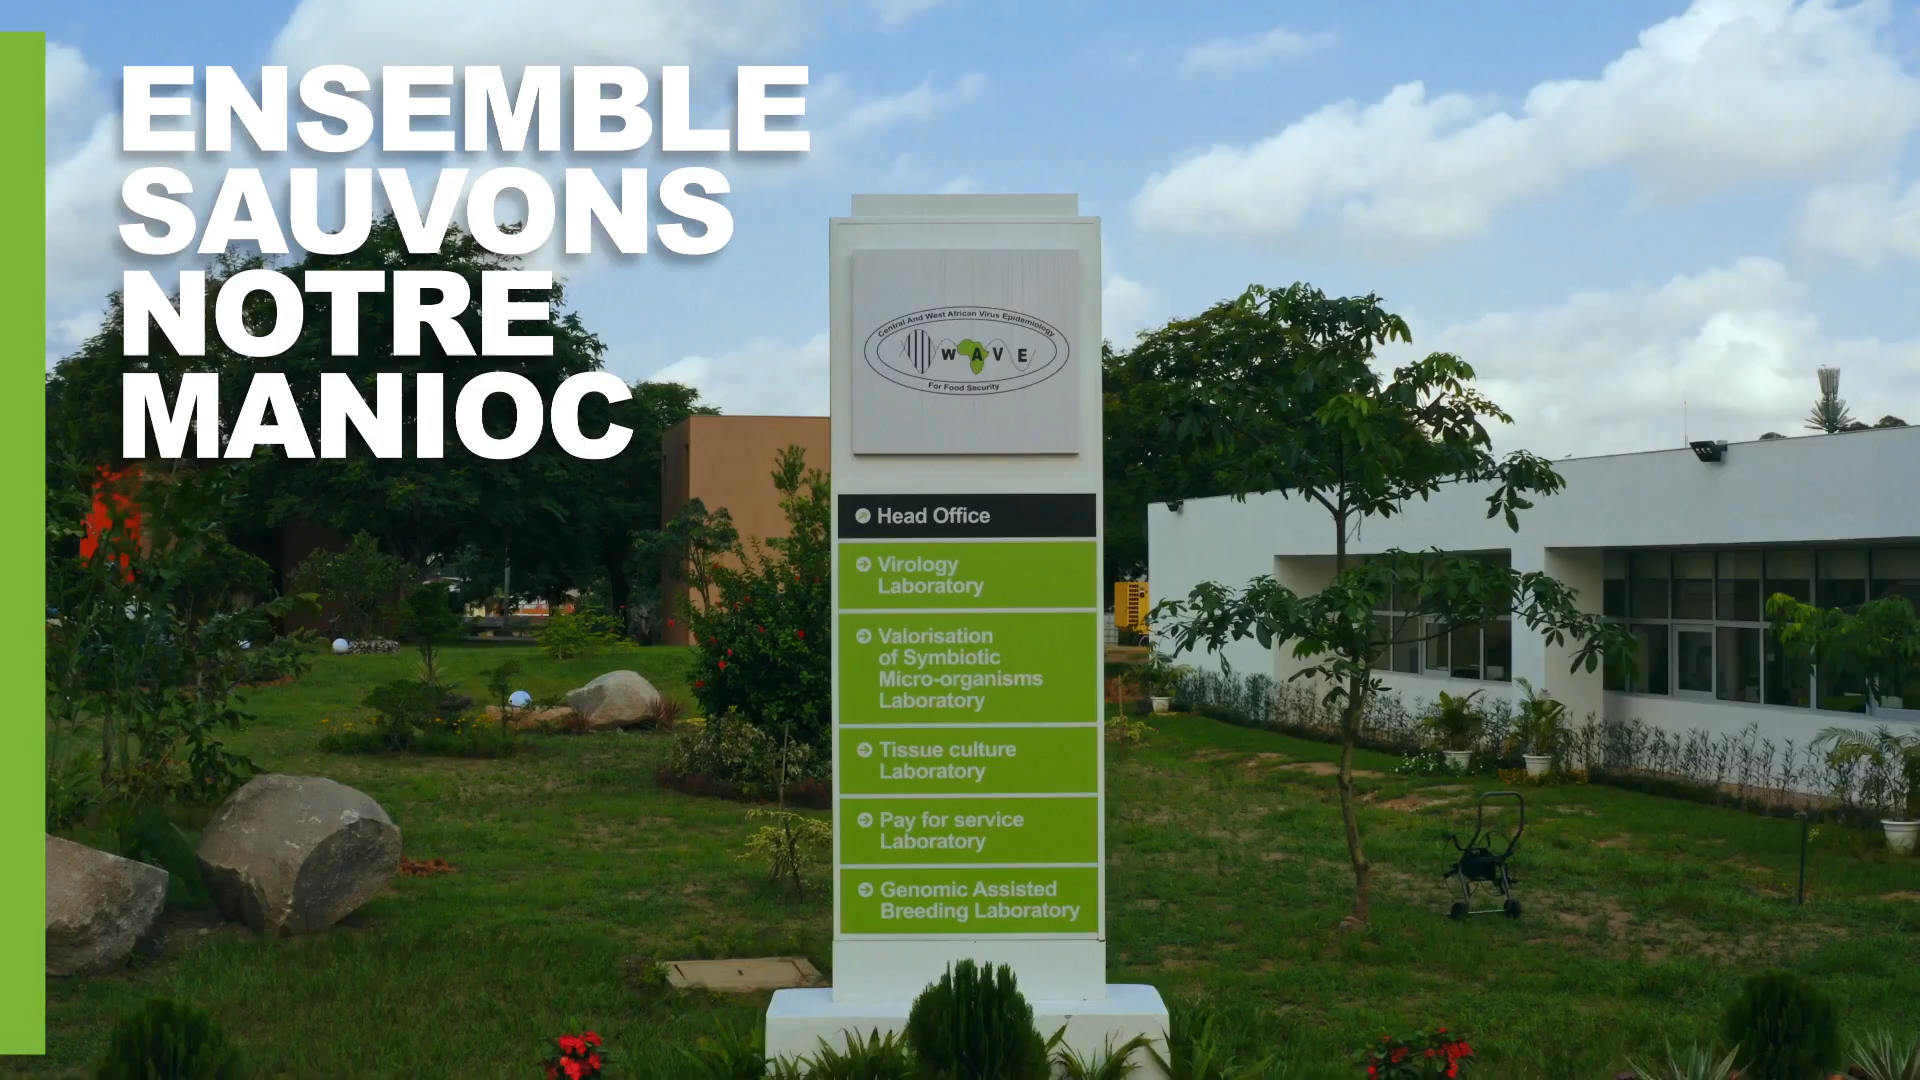 ENSEMBLE
SAUVONS
NOTRE
MANIOC
Central And West African Virus Epidemiology
WAVE
For Food Security
Head Office
Virology
Laboratory
Valorisation
of Symbiotic
Micro-organisms
Laboratory
Tissue culture
Laboratory
Pay for service
Laboratory
Genomic Assisted
Breeding Laboratory